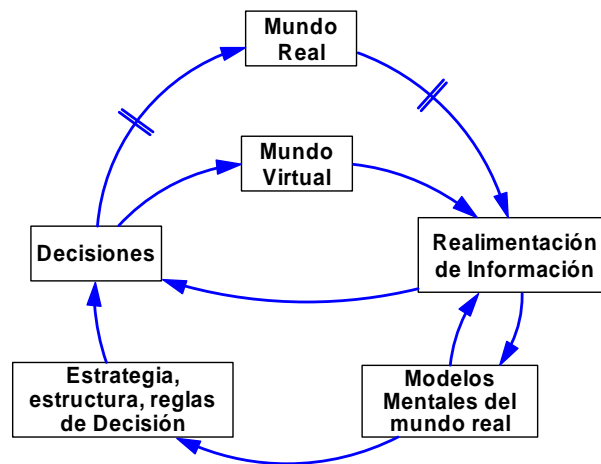 Mundo
Real
Mundo
Virtual
Decisiones
Realimentación
de Información
Estrategia,
estructura, reglas
de Decisión
Modelos
Mentales del
mundo real